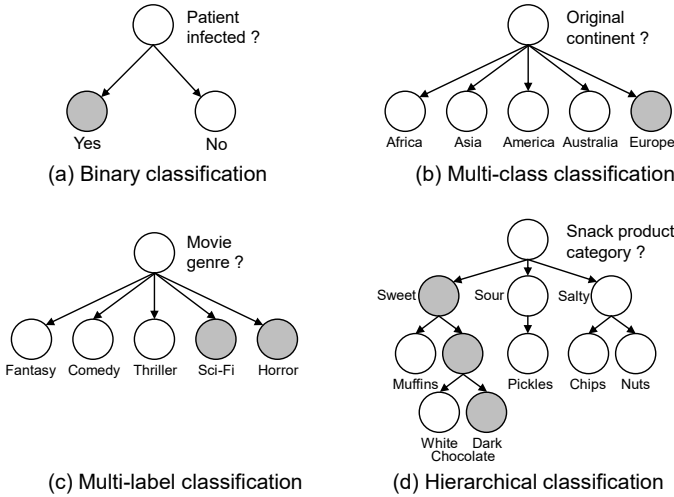 Patient
infected ?
Yes
No
(a) Binary classification
Original
continent ?
Africa
Asia
America
Australia
Europe
(b) Multi-class classification
Movie
genre ?
Fantasy
Comedy
Thriller
Sci-Fi
Horror
(c) Multi-label classification
Snack product
category ?
Sweet
Sour
Salty
Muffins
Pickles
Chips
Nuts
White
Dark
Chocolate
(d) Hierarchical classification